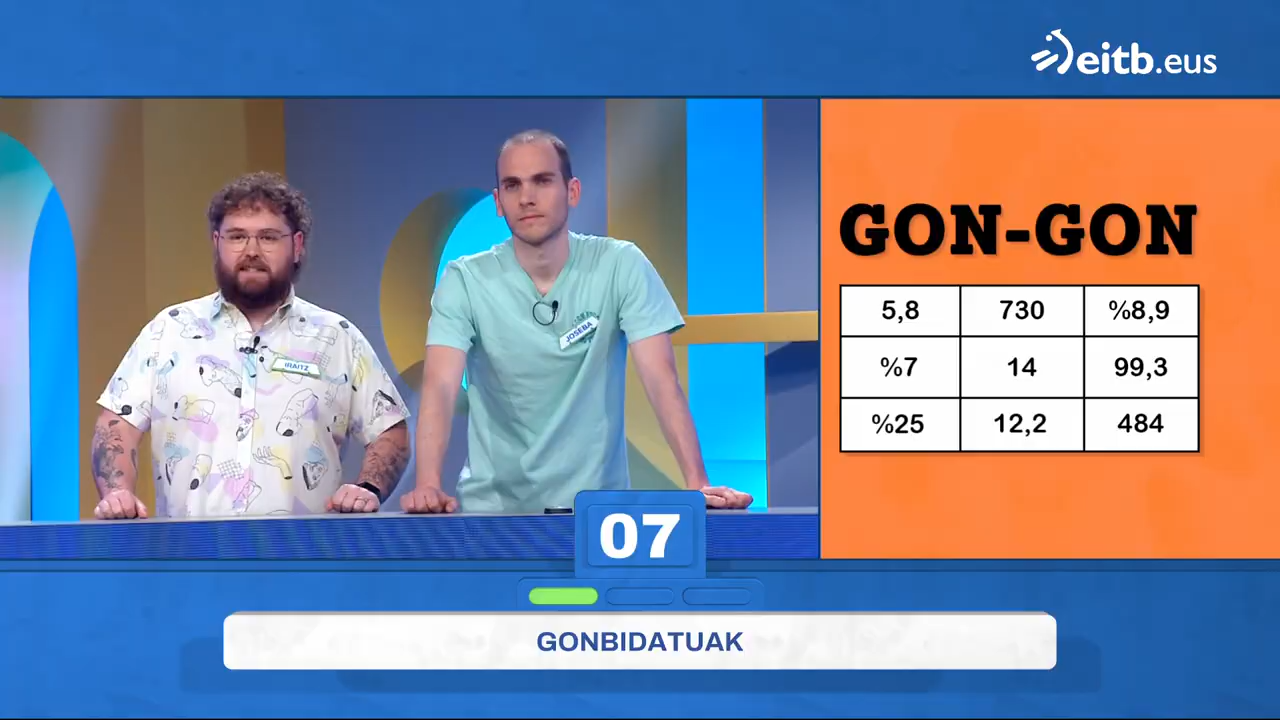 eitb.eus
GON-GON
5,8 730 %8,9
%7 14 99,3
%25 12,2 484
IRAITZ
JOSEBA
07
GONBIDATUAK